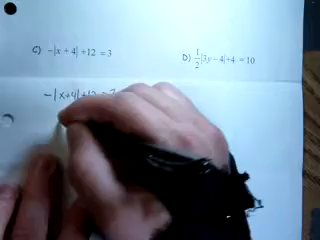 C) -|x + 4| + 12 = 3
D) 1/2|3y - 4| + 4 = 10
-|x+4|+12 =